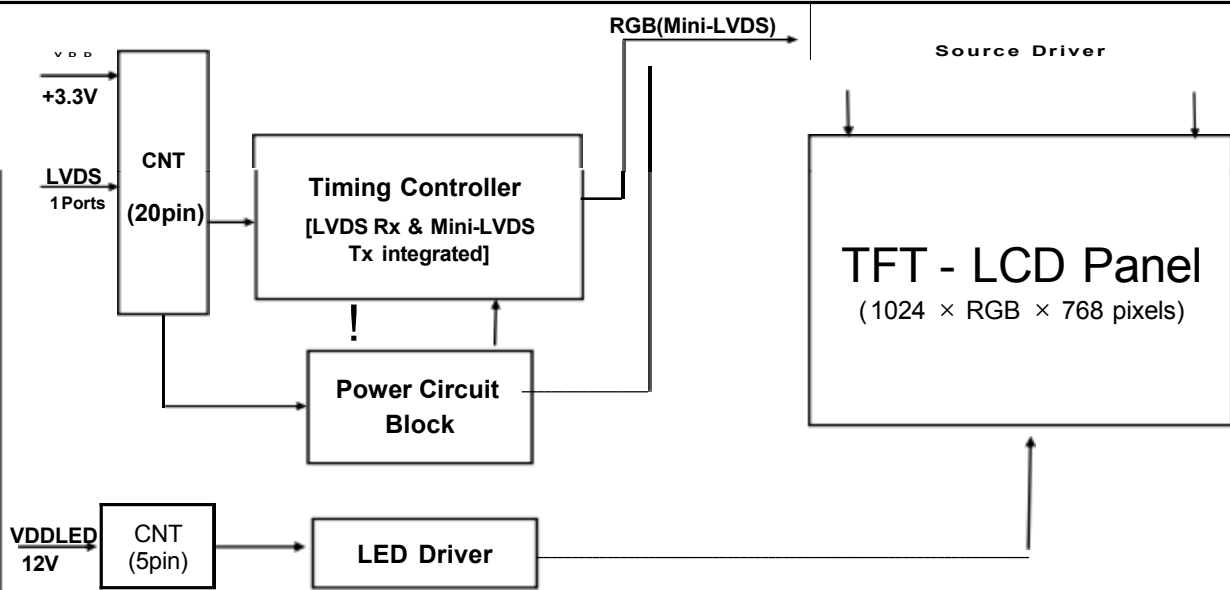 RGB(Mini-LVDS)
Source Driver
VDD
+3.3V
CNT
(20pin)
LVDS
1 Ports
Timing Controller
[LVDS Rx & Mini-LVDS
Tx integrated]
TFT - LCD Panel
(1024 × RGB × 768 pixels)
!
Power Circuit
Block
VDDLED
12V
CNT
(5pin)
LED Driver